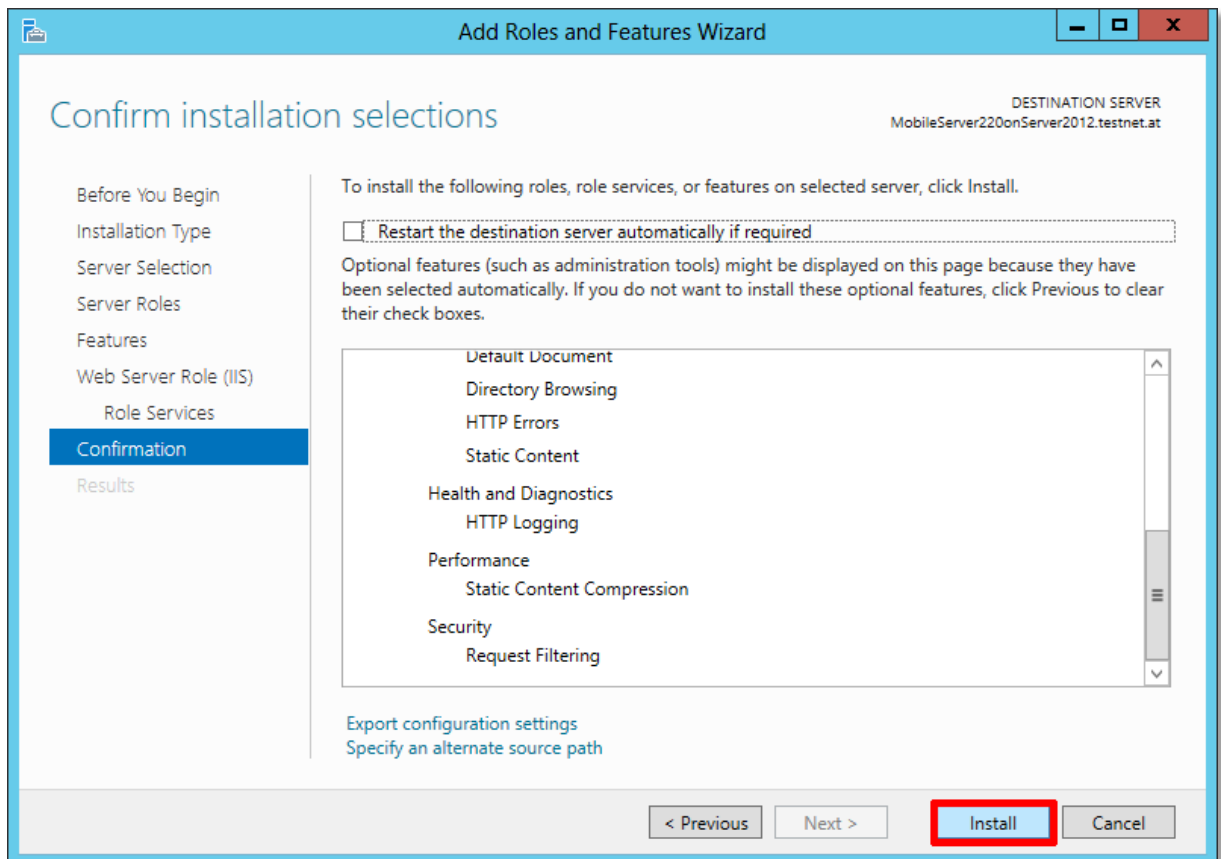 Add Roles and Features Wizard
Confirm installation selections
DESTINATION SERVER
MobileServer220onServer2012.testnet.at
Before You Begin
Installation Type
Server Selection
Server Roles
Features
Web Server Role (IIS)
Role Services
Confirmation
Results
To install the following roles, role services, or features on selected server, click Install.
Restart the destination server automatically if required
Optional features (such as administration tools) might be displayed on this page because they have
been selected automatically. If you do not want to install these optional features, click Previous to clear
their check boxes.
Default Document
Directory Browsing
HTTP Errors
Static Content
Health and Diagnostics
HTTP Logging
Performance
Static Content Compression
Security
Request Filtering
Export configuration settings
Specify an alternate source path
< Previous
Next >
Install
Cancel